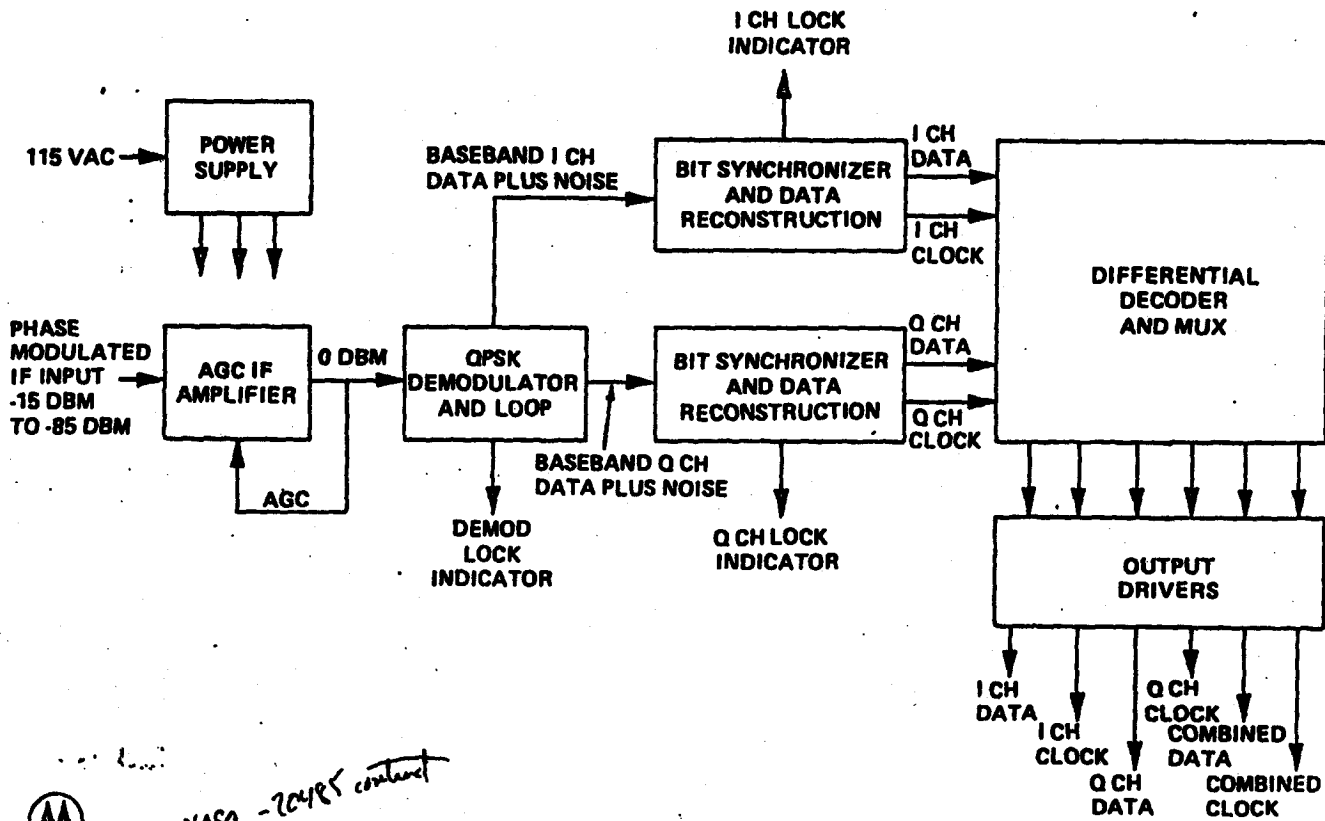 I CH LOCK
INDICATOR
115 VAC
POWER
SUPPLY
BASEBAND I CH
DATA PLUS NOISE
BIT SYNCHRONIZER
AND DATA
RECONSTRUCTION
I CH
DATA
I CH
CLOCK
DIFFERENTIAL
DECODER
AND MUX
PHASE
MODULATED
IF INPUT
-15 DBM
TO -85 DBM
AGC IF
AMPLIFIER
0 DBM
AGC
QPSK
DEMODULATOR
AND LOOP
BASEBAND Q CH
DATA PLUS NOISE
DEMOD
LOCK
INDICATOR
BIT SYNCHRONIZER
AND DATA
RECONSTRUCTION
Q CH
DATA
Q CH
CLOCK
Q CH LOCK
INDICATOR
OUTPUT
DRIVERS
I CH
DATA
I CH
CLOCK
Q CH
DATA
Q CH
CLOCK
COMBINED
DATA
COMBINED
CLOCK
-20485 contract